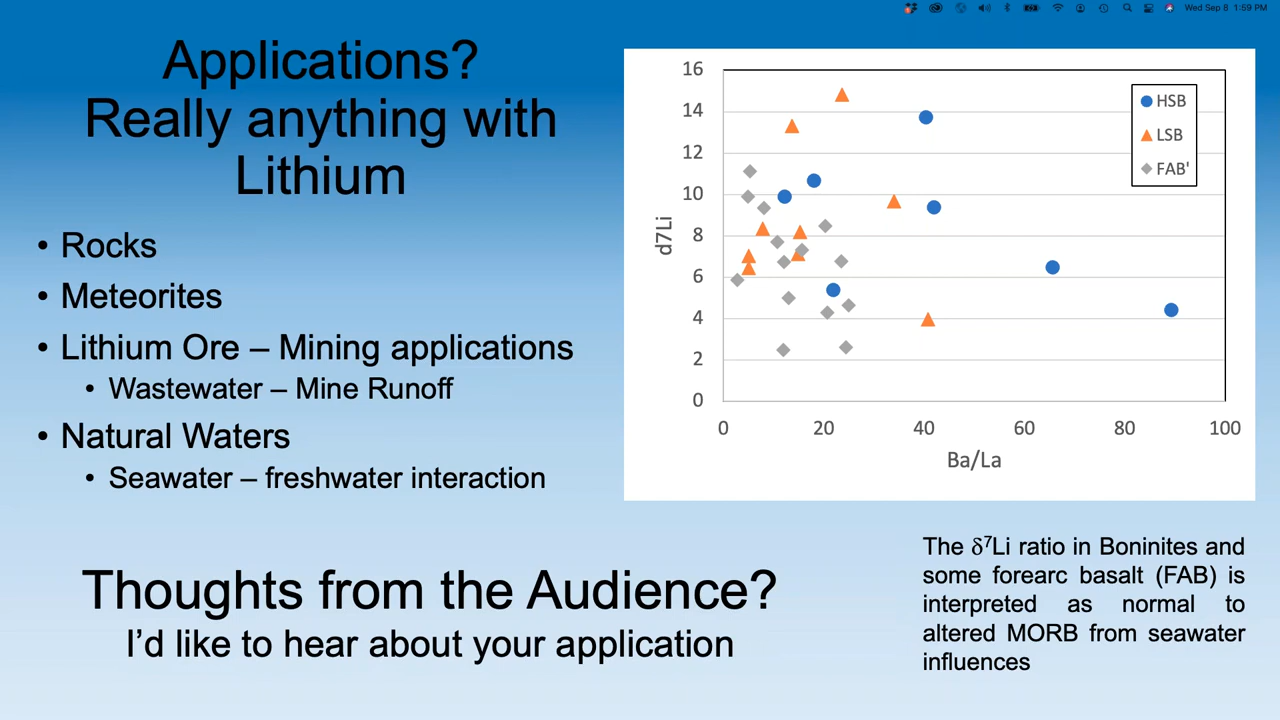 Wed Sep 8 1:59 PM
Applications?
Really anything with
Lithium
• Rocks
• Meteorites
• Lithium Ore – Mining applications
• Wastewater – Mine Runoff
• Natural Waters
• Seawater – freshwater interaction
Thoughts from the Audience?
I'd like to hear about your application
16
14
12
10
8
6
4
2
0
d7Li
0 20 40 60 80 100
Ba/La
HSB
LSB
FAB'
The δ⁷Li ratio in Boninites and
some forearc basalt (FAB) is
interpreted as normal to
altered MORB from seawater
influences